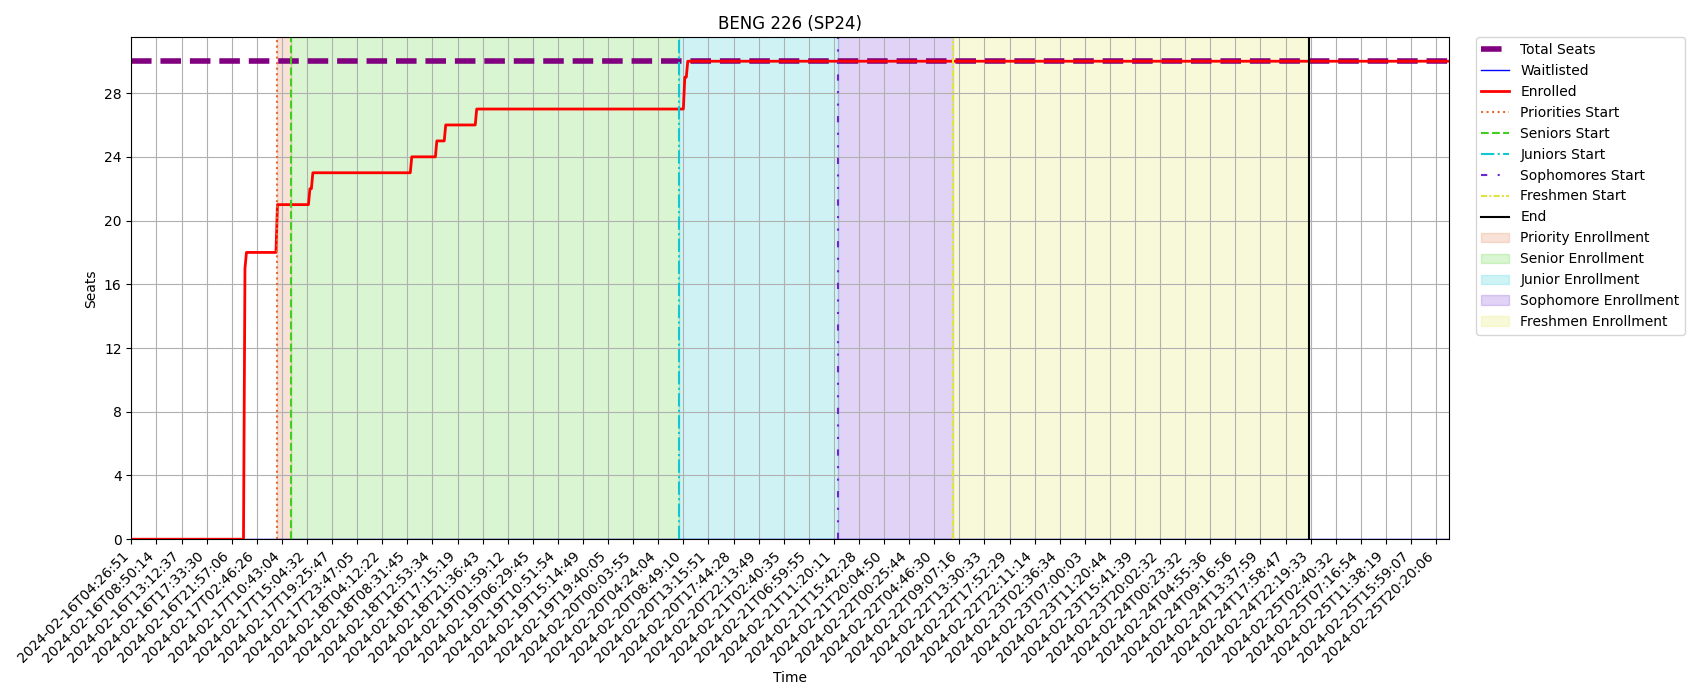 BENG 226 (SP24)
Seats
28
24
20
16
12
8
4
0
2024-02-16T04:26:51
2024-02-16T08:50:14
2024-02-16T13:12:37
2024-02-16T17:33:30
2024-02-16T21:57:06
2024-02-17T02:46:26
2024-02-17T10:43:04
2024-02-17T15:04:32
2024-02-17T19:25:47
2024-02-17T23:47:05
2024-02-18T04:12:22
2024-02-18T08:31:45
2024-02-18T12:53:34
2024-02-18T17:15:19
2024-02-18T21:36:43
2024-02-19T01:59:12
2024-02-19T06:29:45
2024-02-19T10:51:54
2024-02-19T15:14:49
2024-02-19T19:40:05
2024-02-20T00:03:55
2024-02-20T04:24:04
2024-02-20T08:49:10
2024-02-20T13:15:51
2024-02-20T17:44:28
2024-02-20T22:13:49
2024-02-21T02:40:35
2024-02-21T06:59:55
2024-02-21T11:20:11
2024-02-21T15:42:28
2024-02-21T20:04:50
2024-02-22T00:25:44
2024-02-22T04:46:30
2024-02-22T09:07:16
2024-02-22T13:30:33
2024-02-22T17:52:29
2024-02-22T22:11:14
2024-02-23T02:36:34
2024-02-23T07:00:03
2024-02-23T11:20:44
2024-02-23T15:41:39
2024-02-23T20:02:32
2024-02-24T00:23:32
2024-02-24T04:55:36
2024-02-24T09:16:56
2024-02-24T13:37:59
2024-02-24T17:58:47
2024-02-24T22:19:33
2024-02-25T02:40:32
2024-02-25T07:16:54
2024-02-25T11:38:19
2024-02-25T15:59:07
2024-02-25T20:20:06
Time
Total Seats
Waitlisted
Enrolled
Priorities Start
Seniors Start
Juniors Start
Sophomores Start
Freshmen Start
End
Priority Enrollment
Senior Enrollment
Junior Enrollment
Sophomore Enrollment
Freshmen Enrollment